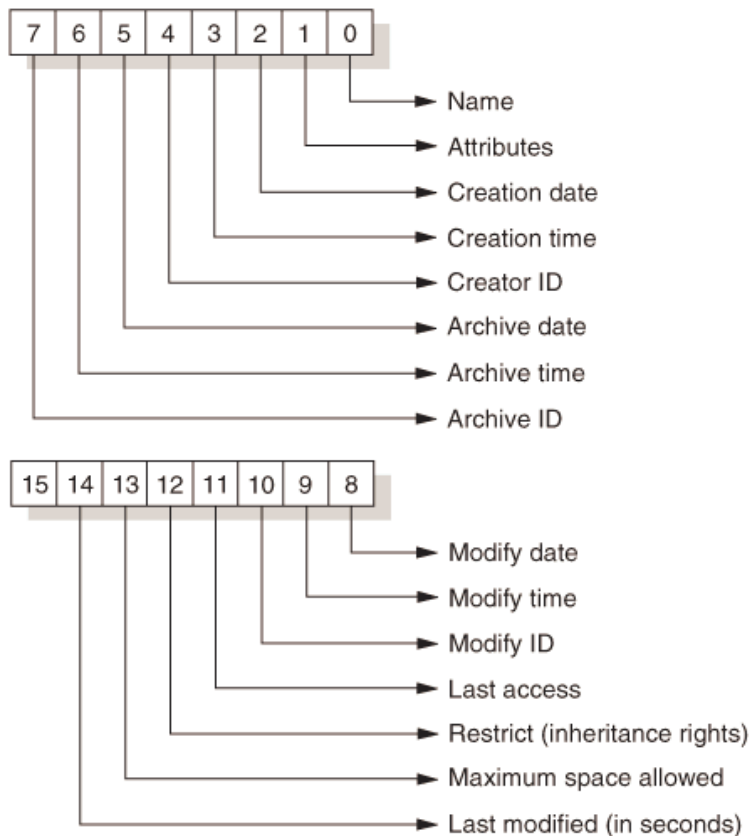 7 6 5 4 3 2 1 0
Name
Attributes
Creation date
Creation time
Creator ID
Archive date
Archive time
Archive ID
15 14 13 12 11 10 9 8
Modify date
Modify time
Modify ID
Last access
Restrict (inheritance rights)
Maximum space allowed
Last modified (in seconds)